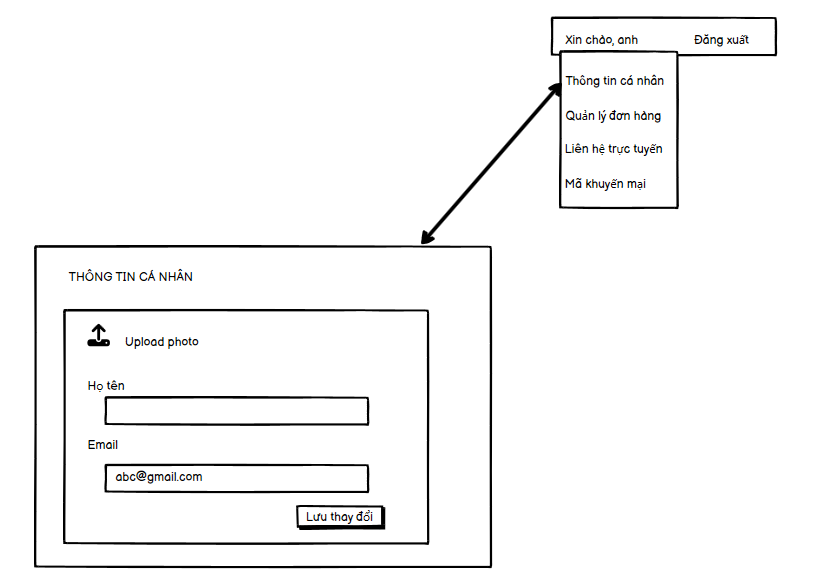 Xin chào, anh
Đăng xuất
Thông tin cá nhân
Quản lý đơn hàng
Liên hệ trực tuyến
Mã khuyến mại
THÔNG TIN CÁ NHÂN
Upload photo
Họ tên
Email
abc@gmail.com
Lưu thay đổi